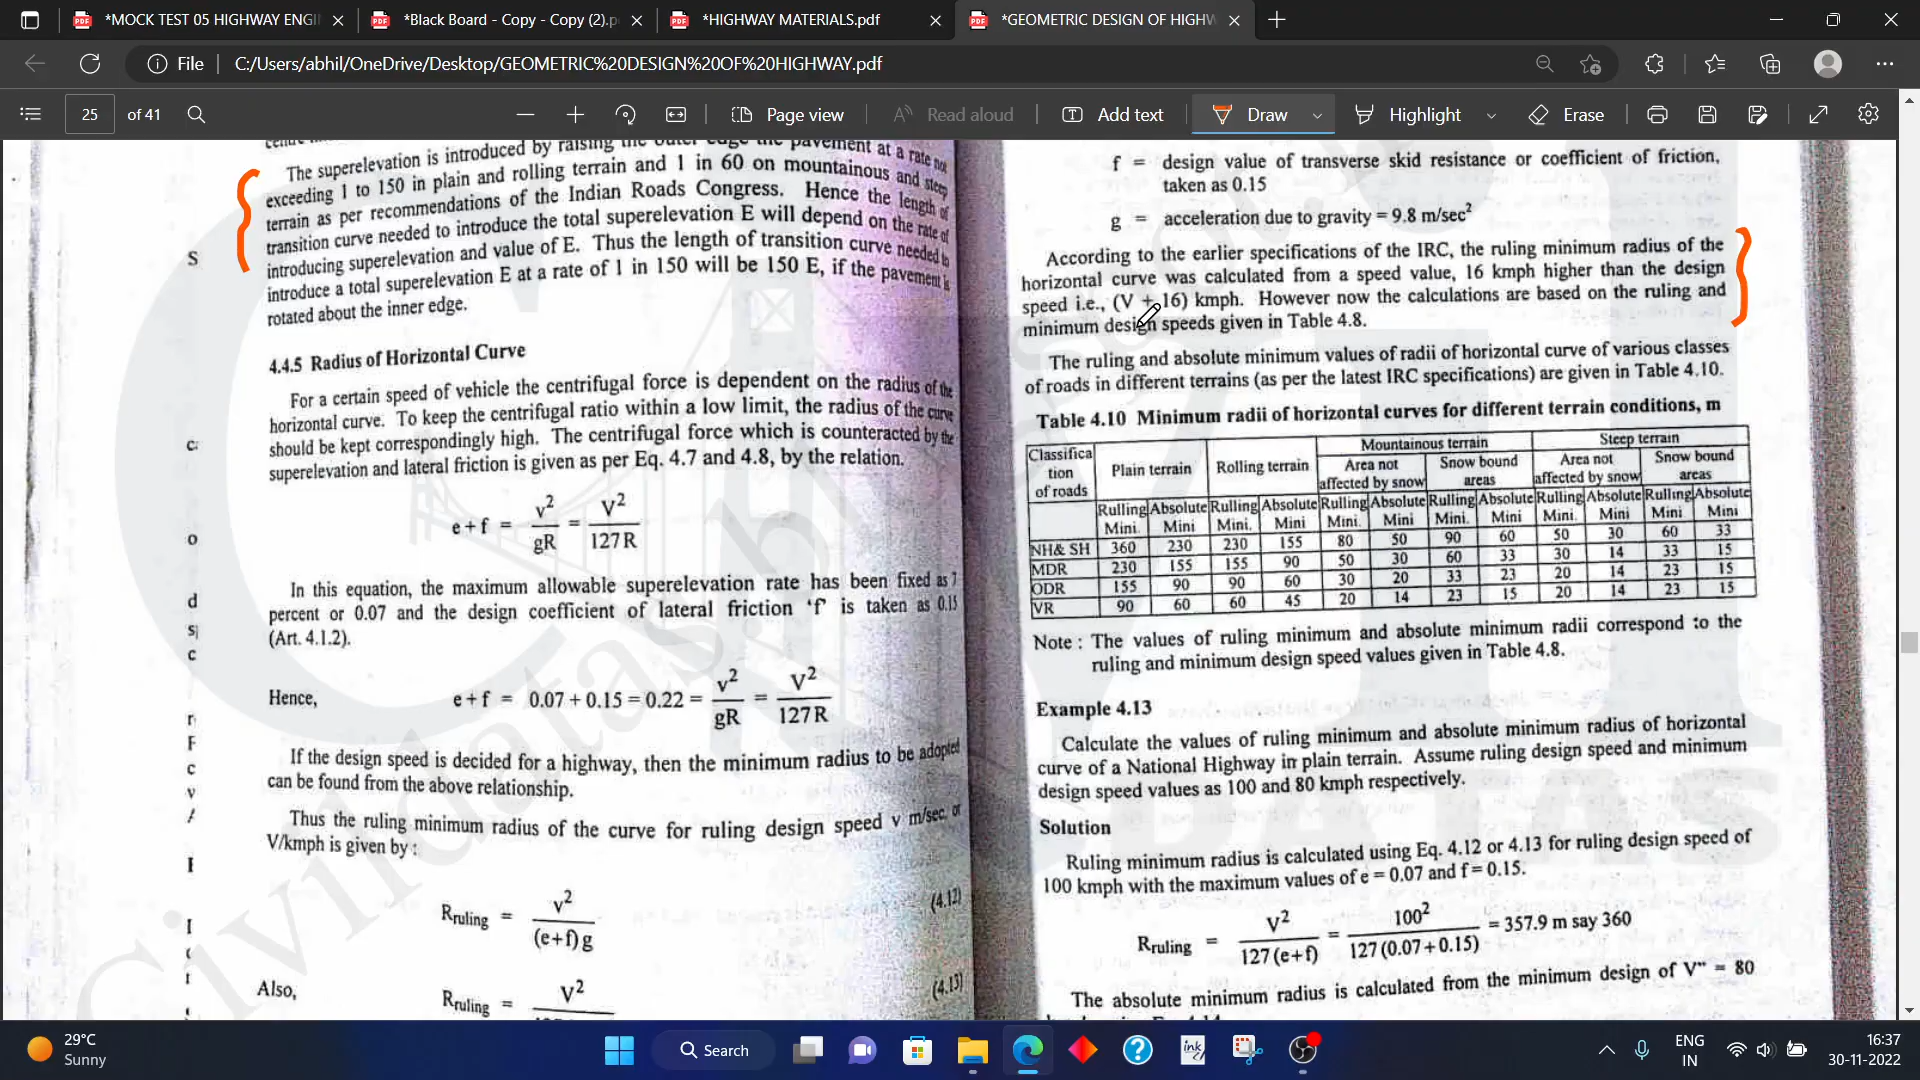 *MOCK TEST 05 HIGHWAY ENGI
*Black Board - Copy - Copy (2).p
*HIGHWAY MATERIALS.pdf
*GEOMETRIC DESIGN OF HIGHW
File
C:/Users/abhil/OneDrive/Desktop/GEOMETRIC%20DESIGN%20OF%20HIGHWAY.pdf
25 of 41
Page view
Read aloud
Add text
Draw
Highlight
Erase
The superelevation is introduced by raising the outer edge the pavement at a rate not
exceeding 1 to 150 in plain and rolling terrain and 1 in 60 on mountainous and steep
terrain as per recommendations of the Indian Roads Congress. Hence the length of
transition curve needed to introduce the total superelevation E will depend on the rate of
introducing superelevation and value of E. Thus the length of transition curve needed to
introduce a total superelevation E at a rate of 1 in 150 will be 150 E, if the pavement is
rotated about the inner edge.
4.4.5 Radius of Horizontal Curve
For a certain speed of vehicle the centrifugal force is dependent on the radius of the
horizontal curve. To keep the centrifugal ratio within a low limit, the radius of the curve
should be kept correspondingly high. The centrifugal force which is counteracted by the
superelevation and lateral friction is given as per Eq. 4.7 and 4.8, by the relation.
e + f = v²/gR = V²/127 R
In this equation, the maximum allowable superelevation rate has been fixed as 7
percent or 0.07 and the design coefficient of lateral friction 'f' is taken as 0.15
(Art. 4.1.2).
Hence, e + f = 0.07 + 0.15 = 0.22 = v²/gR = V²/127 R
If the design speed is decided for a highway, then the minimum radius to be adopted
can be found from the above relationship.
Thus the ruling minimum radius of the curve for ruling design speed v m/sec. or
V/kmph is given by :
Rruling = v²/(e+f) g (4.12)
Also, Rruling = V² (4.13)
f = design value of transverse skid resistance or coefficient of friction,
taken as 0.15
g = acceleration due to gravity = 9.8 m/sec²
According to the earlier specifications of the IRC, the ruling minimum radius of the
horizontal curve was calculated from a speed value, 16 kmph higher than the design
speed i.e., (V + 16) kmph. However now the calculations are based on the ruling and
minimum design speeds given in Table 4.8.
The ruling and absolute minimum values of radii of horizontal curve of various classes
of roads in different terrains (as per the latest IRC specifications) are given in Table 4.10.
Table 4.10 Minimum radii of horizontal curves for different terrain conditions, m
Classifica tion of roads | Plain terrain | Rolling terrain | Mountainous terrain | Steep terrain
Area not affected by snow | Snow bound areas | Area not affected by snow | Snow bound areas
Rulling Mini. | Absolute Mini | Rulling Mini. | Absolute Mini | Rulling Mini. | Absolute Mini | Rulling Mini. | Absolute Mini | Rulling Mini. | Absolute Mini | Rulling Mini. | Absolute Mini
NH& SH 360 230 230 155 80 50 90 60 50 30 60 33
MDR 230 155 155 90 50 30 60 33 30 14 33 15
ODR 155 90 90 60 30 20 33 23 20 14 23 15
VR 90 60 60 45 20 14 23 15 20 14 23 15
Note : The values of ruling minimum and absolute minimum radii correspond to the
ruling and minimum design speed values given in Table 4.8.
Example 4.13
Calculate the values of ruling minimum and absolute minimum radius of horizontal
curve of a National Highway in plain terrain. Assume ruling design speed and minimum
design speed values as 100 and 80 kmph respectively.
Solution
Ruling minimum radius is calculated using Eq. 4.12 or 4.13 for ruling design speed of
100 kmph with the maximum values of e = 0.07 and f = 0.15.
Rruling = V²/127 (e+f) = 100²/127 (0.07 + 0.15) = 357.9 m say 360
The absolute minimum radius is calculated from the minimum design of V" = 80
Civildatas.b
DATAS
29°C
Sunny
Search
ENG
IN
16:37
30-11-2022